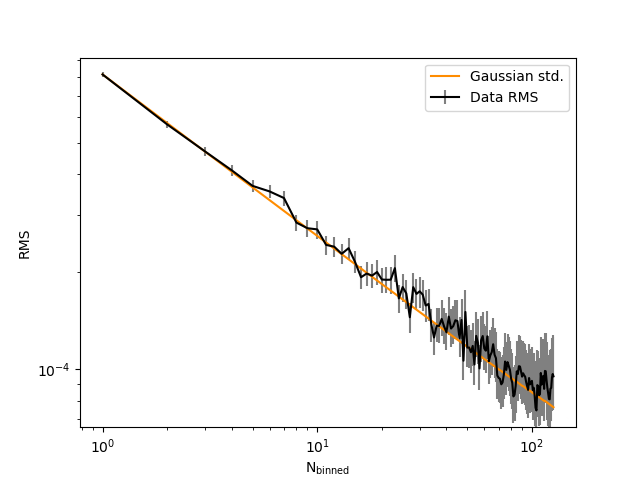 Gaussian std.
Data RMS
RMS
10⁻⁴
10⁰
10¹
10²
N_binned